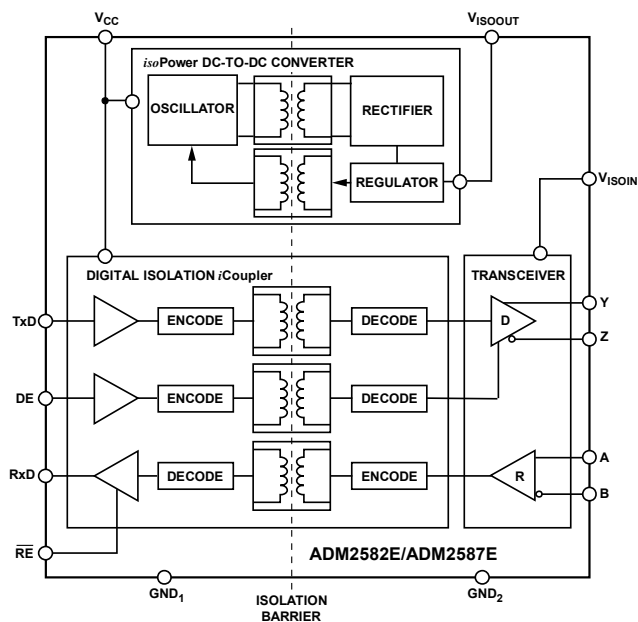 VCC
VISOOUT
isoPower DC-TO-DC CONVERTER
OSCILLATOR
RECTIFIER
REGULATOR
VISOIN
DIGITAL ISOLATION iCoupler
TRANSCEIVER
TxD
ENCODE
DECODE
D
Y
Z
DE
ENCODE
DECODE
RxD
DECODE
ENCODE
R
A
B
RE
ADM2582E/ADM2587E
GND1
GND2
ISOLATION
BARRIER